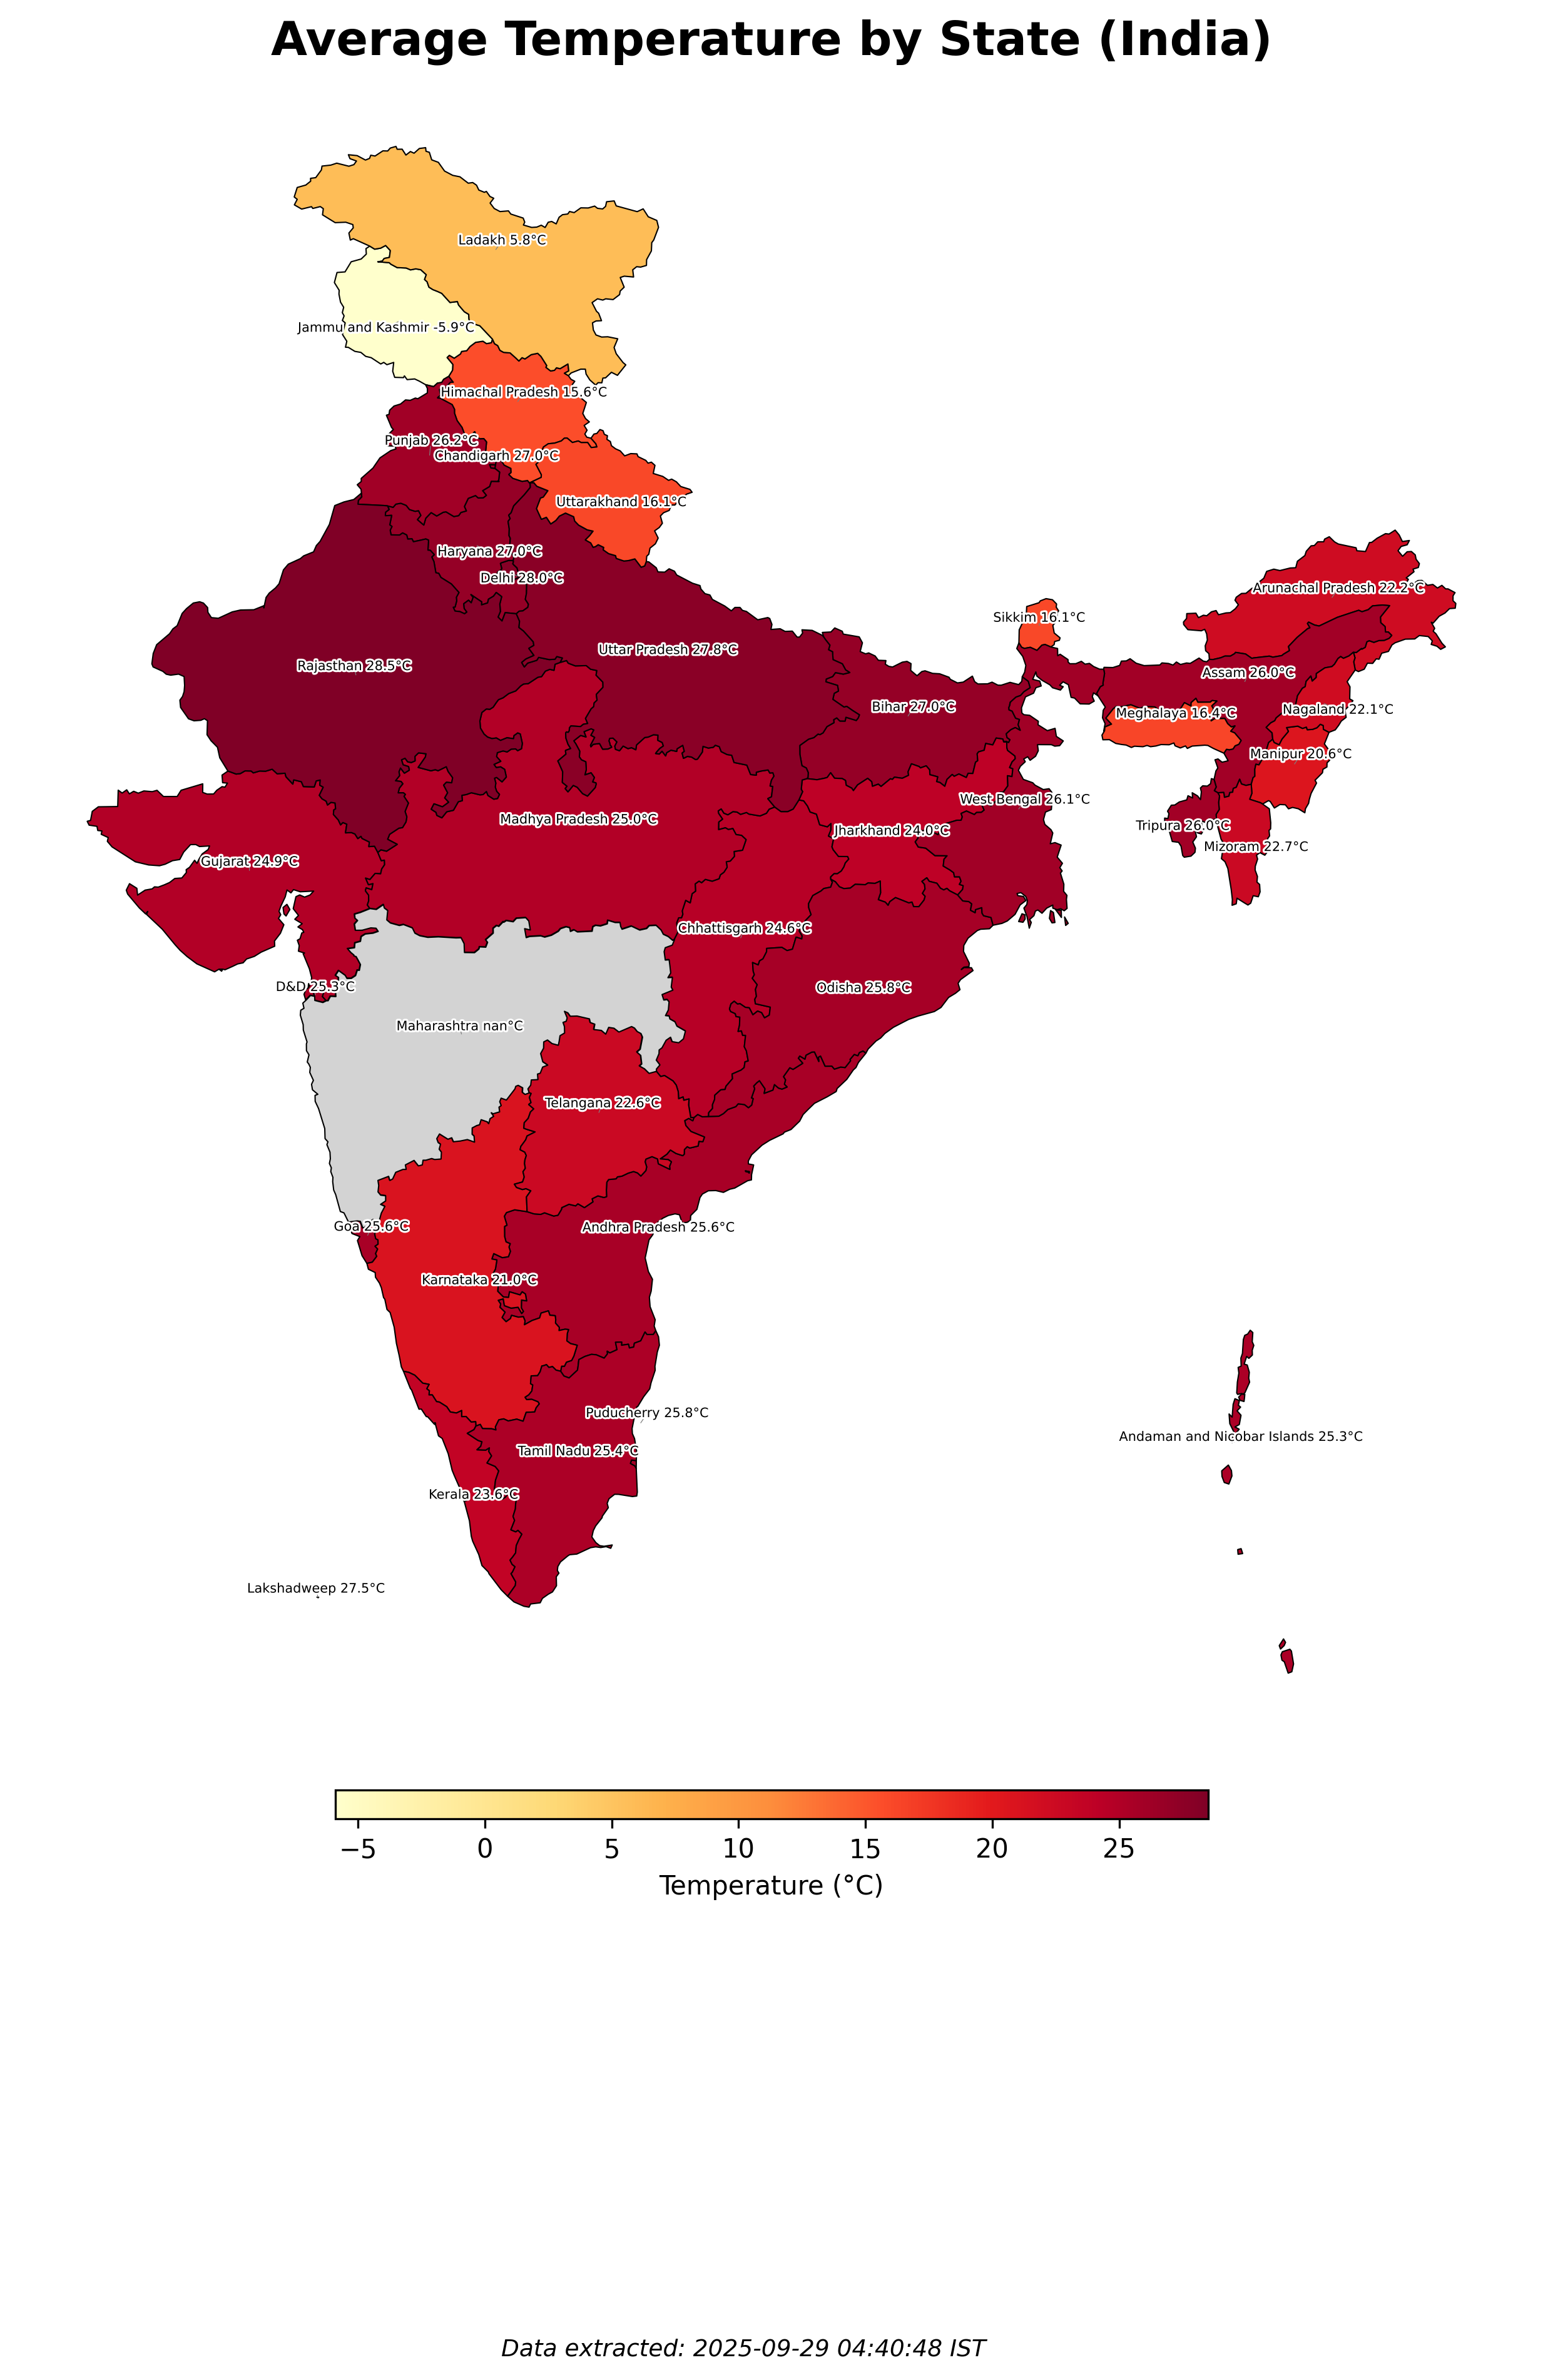 Average Temperature by State (India)
Ladakh 5.8°C
Jammu and Kashmir -5.9°C
Himachal Pradesh 15.6°C
Punjab 26.2°C
Chandigarh 27.0°C
Uttarakhand 16.1°C
Haryana 27.0°C
Delhi 28.0°C
Arunachal Pradesh 22.2°C
Sikkim 16.1°C
Uttar Pradesh 27.8°C
Rajasthan 28.5°C
Assam 26.0°C
Bihar 27.0°C
Nagaland 22.1°C
Meghalaya 16.4°C
Manipur 20.6°C
West Bengal 26.1°C
Madhya Pradesh 25.0°C
Tripura 26.0°C
Jharkhand 24.0°C
Mizoram 22.7°C
Gujarat 24.9°C
Chhattisgarh 24.6°C
D&D 25.3°C
Odisha 25.8°C
Maharashtra nan°C
Telangana 22.6°C
Goa 25.6°C
Andhra Pradesh 25.6°C
Karnataka 21.0°C
Puducherry 25.8°C
Andaman and Nicobar Islands 25.3°C
Tamil Nadu 25.4°C
Kerala 23.6°C
Lakshadweep 27.5°C
−5 0 5 10 15 20 25
Temperature (°C)
Data extracted: 2025-09-29 04:40:48 IST